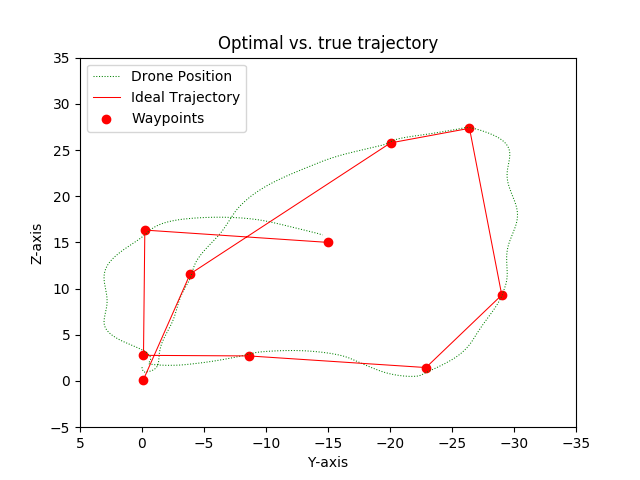 Optimal vs. true trajectory
Drone Position
Ideal Trajectory
Waypoints
35
30
25
20
15
10
5
0
−5
Z-axis
5 0 −5 −10 −15 −20 −25 −30 −35
Y-axis